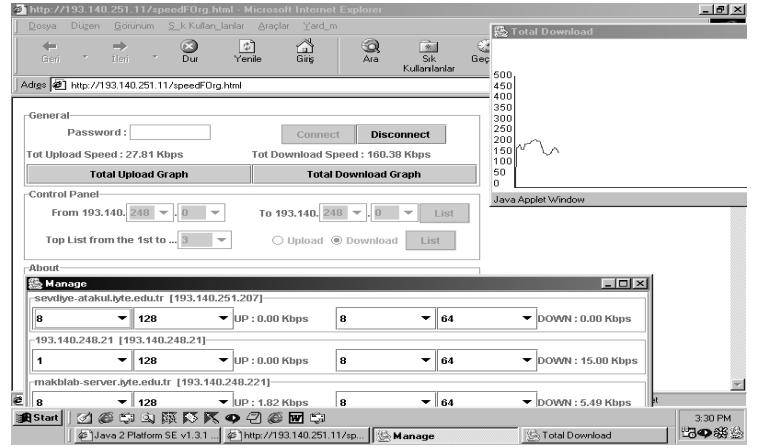 http://193.140.251.11/speedFOrg.html - Microsoft Internet Explorer
Dosya Düzen Görünüm S_k Kullan_lanlar Araçlar Yard_m
Geri İleri Dur Yenile Giriş Ara Sık Kullanılanlar Geç
Adres http://193.140.251.11/speedFOrg.html
Total Download
500
450
400
350
300
250
200
150
100
50
0
Java Applet Window
General
Password :
Connect Disconnect
Tot Upload Speed : 27.81 Kbps Tot Download Speed : 160.38 Kbps
Total Upload Graph Total Download Graph
Control Panel
From 193.140. 248 . 0 To 193.140. 248 . 0 List
Top List from the 1st to ... 3 Upload Download List
About
Manage
sevdiye-atakul.iyte.edu.tr [193.140.251.207]
8 128 UP : 0.00 Kbps 8 64 DOWN : 0.00 Kbps
193.140.248.21 [193.140.248.21]
1 128 UP : 0.00 Kbps 8 64 DOWN : 15.00 Kbps
makblab-server.iyte.edu.tr [193.140.248.221]
8 128 UP : 1.82 Kbps 8 64 DOWN : 5.49 Kbps
Start 3:30 PM
Java 2 Platform SE v1.3.1 ... http://193.140.251.11/sp... Manage Total Download